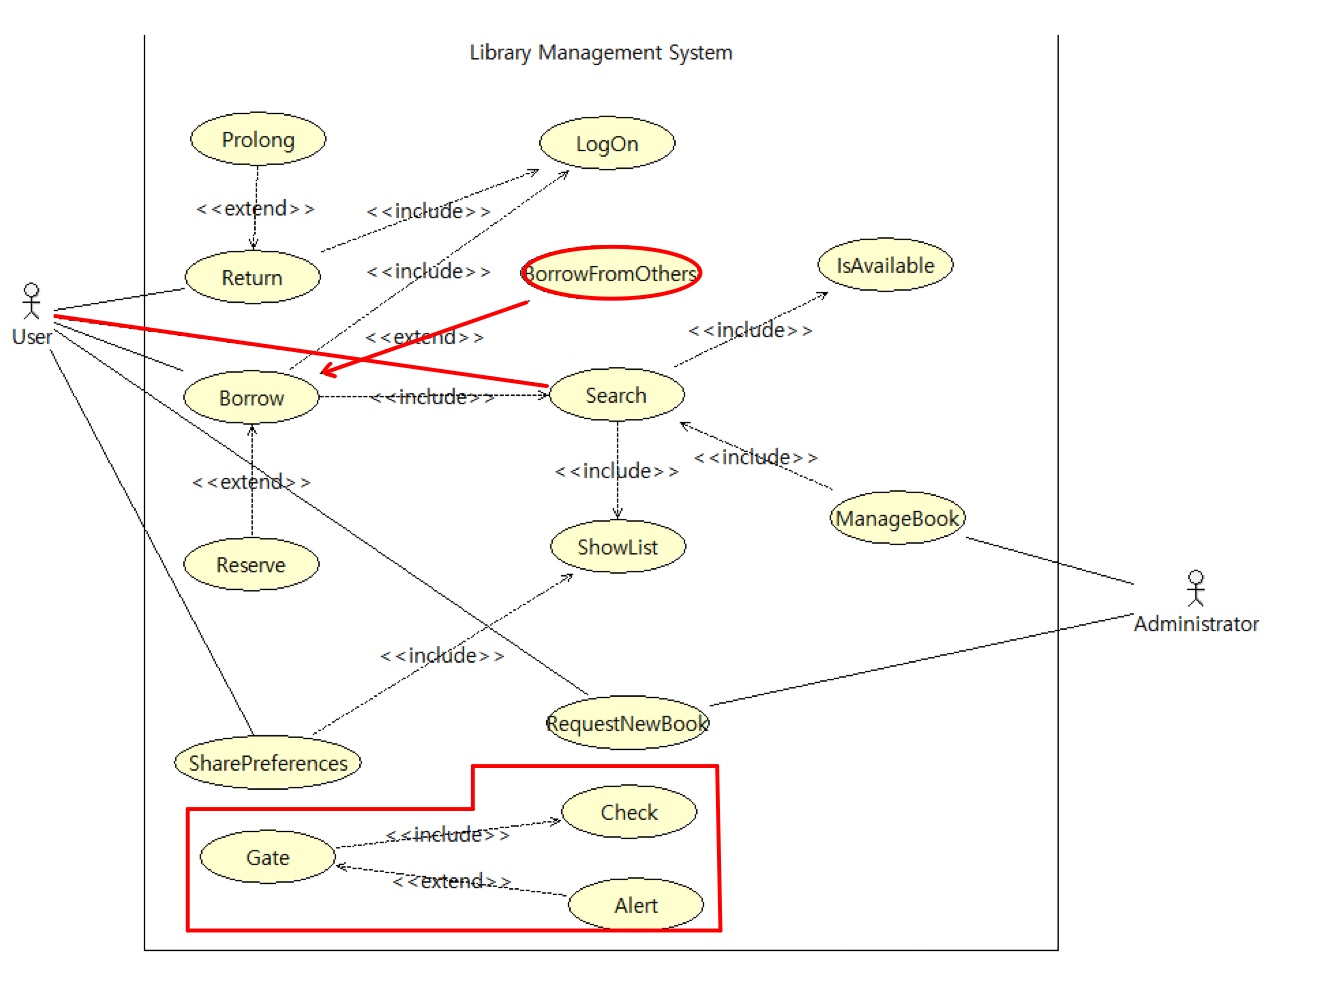 Library Management System
Prolong
LogOn
<<extend>>
<<include>>
Return
<<include>>
BorrowFromOthers
IsAvailable
User
<<extend>>
<<include>>
Borrow
<<include>>
Search
<<extend>>
<<include>>
<<include>>
ManageBook
Reserve
ShowList
Administrator
<<include>>
RequestNewBook
SharePreferences
Check
<<include>>
Gate
<<extend>>
Alert